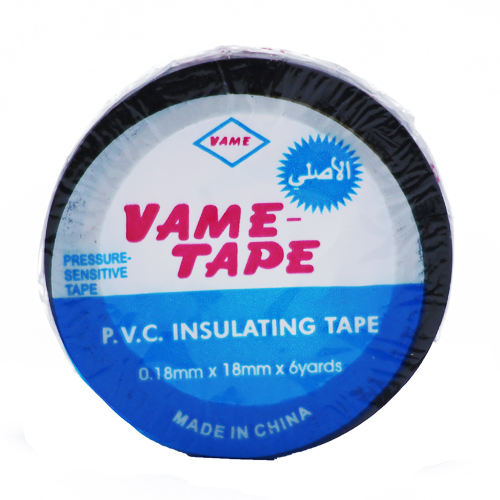 VAME
الأصلي
VAME-
TAPE
PRESSURE-
SENSITIVE
TAPE
P.V.C. INSULATING TAPE
0.18mm x 18mm x 6yards
MADE IN CHINA